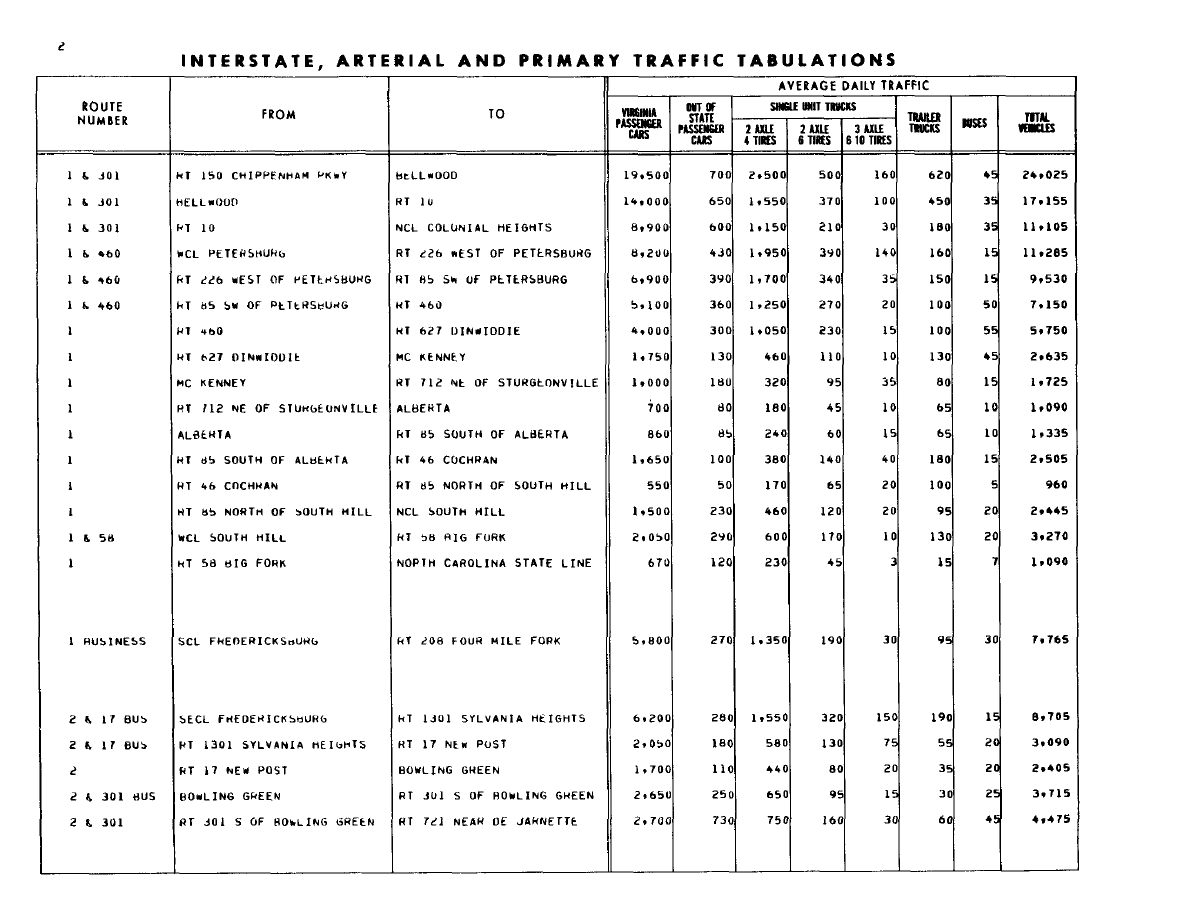 2
INTERSTATE, ARTERIAL AND PRIMARY TRAFFIC TABULATIONS
ROUTE NUMBER FROM TO AVERAGE DAILY TRAFFIC
VIRGINIA PASSENGER CARS OUT OF STATE PASSENGER CARS SINGLE UNIT TRUCKS 2 AXLE 4 TIRES 2 AXLE 6 TIRES 3 AXLE 6 10 TIRES TRAILER TRUCKS BUSES TOTAL VEHICLES
1 & 301 RT 150 CHIPPENHAM PKWY BELLWOOD 19,500 700 2,500 500 160 620 45 24,025
1 & 301 BELLWOOD RT 10 14,000 650 1,550 370 100 450 35 17,155
1 & 301 RT 10 NCL COLONIAL HEIGHTS 8,900 600 1,150 210 30 180 35 11,105
1 & 460 WCL PETERSBURG RT 226 WEST OF PETERSBURG 8,200 430 1,950 390 140 160 15 11,285
1 & 460 RT 226 WEST OF PETERSBURG RT 85 SW OF PETERSBURG 6,900 390 1,700 340 35 150 15 9,530
1 & 460 RT 85 SW OF PETERSBURG RT 460 5,100 360 1,250 270 20 100 50 7,150
1 RT 460 RT 627 DINWIDDIE 4,000 300 1,050 230 15 100 55 5,750
1 RT 627 DINWIDDIE MC KENNEY 1,750 130 460 110 10 130 45 2,635
1 MC KENNEY RT 712 NE OF STURGEONVILLE 1,000 180 320 95 35 80 15 1,725
1 RT 712 NE OF STURGEONVILLE ALBERTA 700 80 180 45 10 65 10 1,090
1 ALBERTA RT 85 SOUTH OF ALBERTA 860 85 240 60 15 65 10 1,335
1 RT 85 SOUTH OF ALBERTA RT 46 COCHRAN 1,650 100 380 140 40 180 15 2,505
1 RT 46 COCHRAN RT 85 NORTH OF SOUTH HILL 550 50 170 65 20 100 5 960
1 RT 85 NORTH OF SOUTH HILL NCL SOUTH HILL 1,500 230 460 120 20 95 20 2,445
1 & 58 WCL SOUTH HILL RT 58 BIG FORK 2,050 290 600 170 10 130 20 3,270
1 RT 58 BIG FORK NORTH CAROLINA STATE LINE 670 120 230 45 3 15 7 1,090
1 BUSINESS SCL FREDERICKSBURG RT 208 FOUR MILE FORK 5,800 270 1,350 190 30 95 30 7,765
2 & 17 BUS SECL FREDERICKSBURG RT 1301 SYLVANIA HEIGHTS 6,200 280 1,550 320 150 190 15 8,705
2 & 17 BUS RT 1301 SYLVANIA HEIGHTS RT 17 NEW POST 2,050 180 580 130 75 55 20 3,090
2 RT 17 NEW POST BOWLING GREEN 1,700 110 440 80 20 35 20 2,405
2 & 301 BUS BOWLING GREEN RT 301 S OF BOWLING GREEN 2,650 250 650 95 15 30 25 3,715
2 & 301 RT 301 S OF BOWLING GREEN RT 721 NEAR DE JARNETTE 2,700 730 750 160 30 60 45 4,475